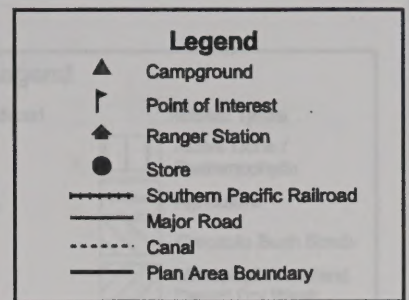 Legend
Campground
Point of Interest
Ranger Station
Store
Southern Pacific Railroad
Major Road
Canal
Plan Area Boundary